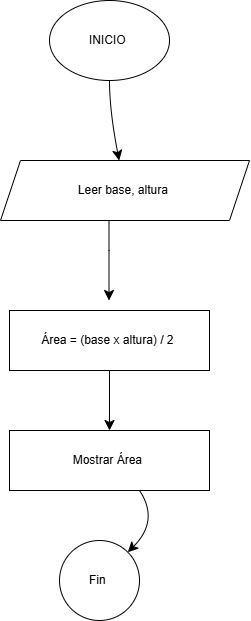 INICIO
Leer base, altura
Área = (base x altura) / 2
Mostrar Área
Fin